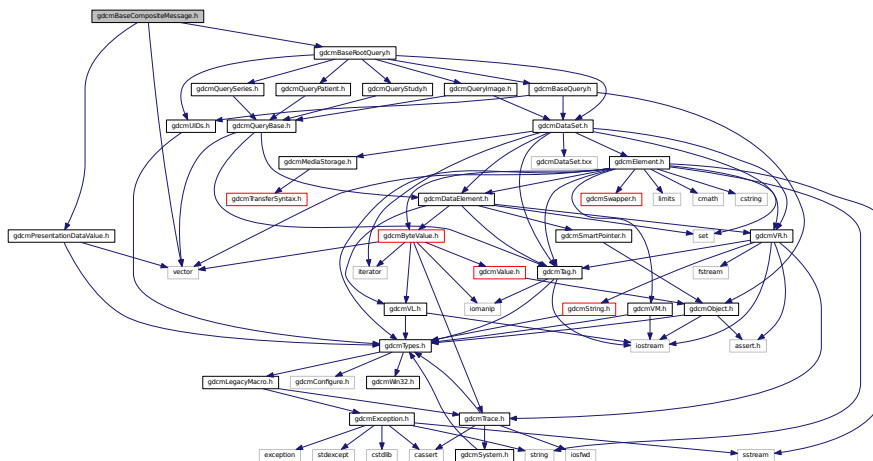 gdcmBaseCompositeMessage.h
gdcmBaseRootQuery.h
gdcmQuerySeries.h
gdcmQueryPatient.h
gdcmQueryStudy.h
gdcmQueryImage.h
gdcmBaseQuery.h
gdcmUIDs.h
gdcmQueryBase.h
gdcmDataSet.h
gdcmMediaStorage.h
gdcmDataSet.txx
gdcmElement.h
gdcmTransferSyntax.h
gdcmDataElement.h
gdcmSwapper.h
limits
cmath
cstring
gdcmPresentationDataValue.h
gdcmByteValue.h
gdcmSmartPointer.h
set
gdcmVR.h
vector
iterator
gdcmValue.h
gdcmTag.h
fstream
gdcmVL.h
iomanip
gdcmString.h
gdcmVM.h
gdcmObject.h
gdcmTypes.h
iostream
assert.h
gdcmLegacyMacro.h
gdcmConfigure.h
gdcmWin32.h
gdcmException.h
gdcmTrace.h
exception
stdexcept
cstdlib
cassert
gdcmSystem.h
string
iosfwd
sstream